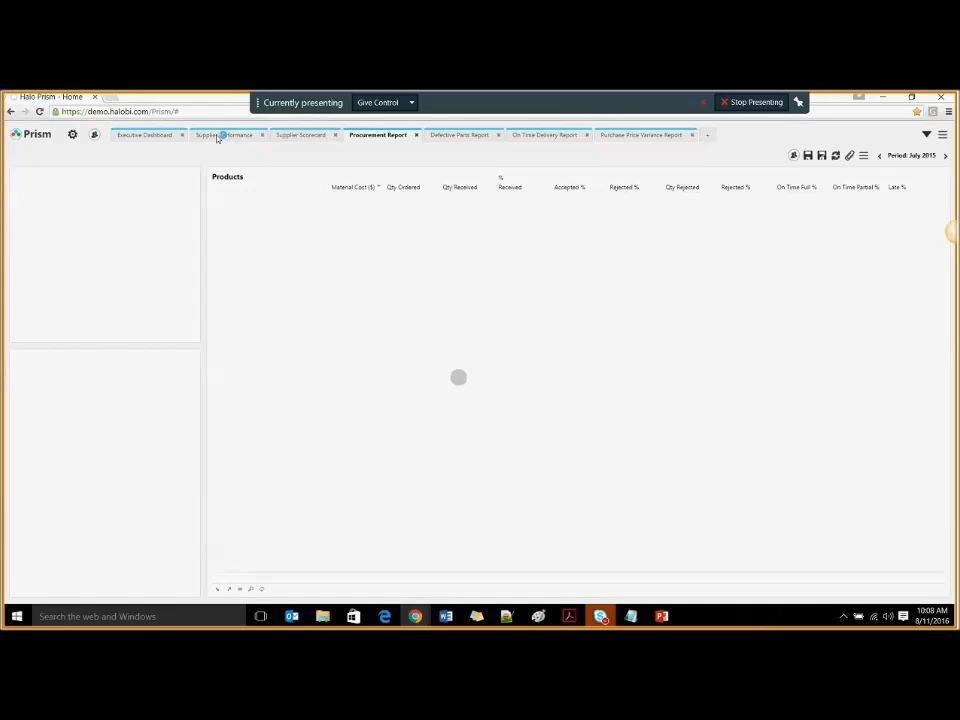 Halo Prism - Home
https://demo.halobi.com/Prism/#
Currently presenting
Give Control
Stop Presenting
Prism
Executive Dashboard
Supplier Performance
Supplier Scorecard
Procurement Report
Defective Parts Report
On Time Delivery Report
Purchase Price Variance Report
Period: July 2015
Products
Material Cost ($)
Qty Ordered
Qty Received
%
Received
Accepted %
Rejected %
Qty Rejected
Rejected %
On Time Full %
On Time Partial %
Late %
Search the web and Windows
10:08 AM
8/11/2016